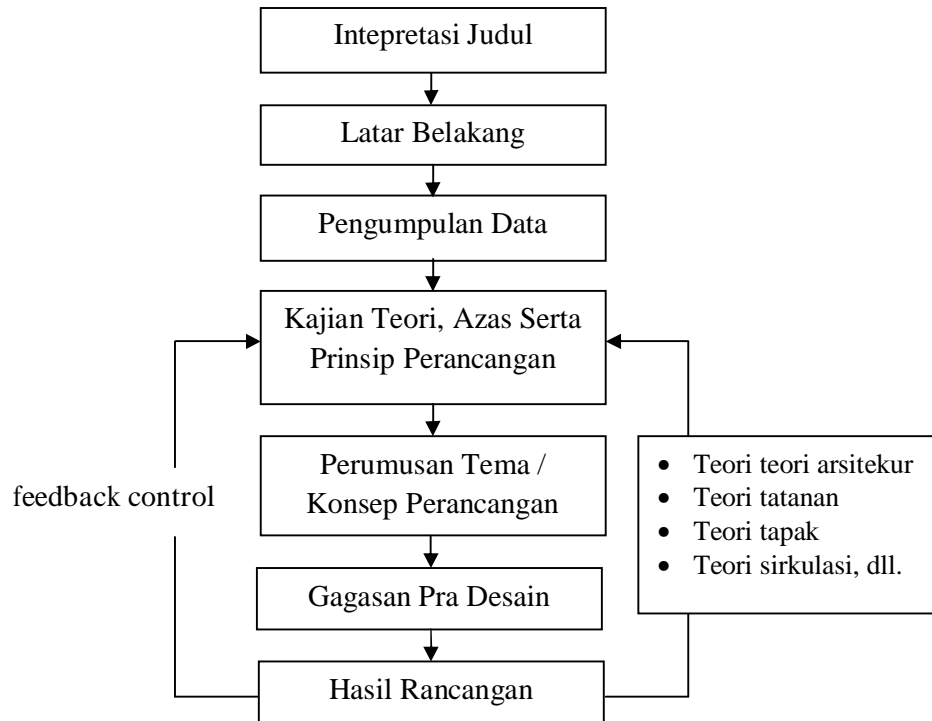 Intepretasi Judul
Latar Belakang
Pengumpulan Data
Kajian Teori, Azas Serta
Prinsip Perancangan
Perumusan Tema /
Konsep Perancangan
feedback control
• Teori teori arsitekur
• Teori tatanan
• Teori tapak
• Teori sirkulasi, dll.
Gagasan Pra Desain
Hasil Rancangan